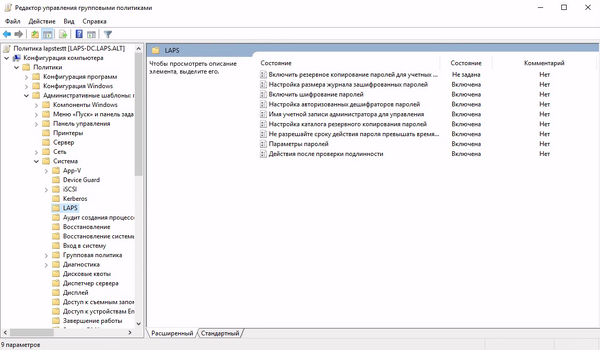 Редактор управления групповыми политиками
Файл Действие Вид Справка
Политика lapstestt [LAPS-DC.LAPS.ALT]
Конфигурация компьютера
Политики
Конфигурация программ
Конфигурация Windows
Административные шаблоны:
Компоненты Windows
Меню «Пуск» и панель зада
Панель управления
Принтеры
Сервер
Сеть
Система
App-V
Device Guard
iSCSI
Kerberos
LAPS
Аудит создания процессо
Восстановление
Восстановление системы
Вход в систему
Групповая политика
Диагностика
Дисковые квоты
Диспетчер сервера
Дисплей
Доступ к съемным запом
Доступ к устройствам En
Завершение работы
LAPS
Чтобы просмотреть описание
элемента, выделите его.
Состояние Состояние Комментарий
Включить резервное копирование паролей для учетных ... Не задана Нет
Настройка размера журнала зашифрованных паролей Включена Нет
Включить шифрование паролей Включена Нет
Настройка авторизованных дешифраторов паролей Включена Нет
Имя учетной записи администратора для управления Включена Нет
Настройка каталога резервного копирования паролей Включена Нет
Не разрешайте сроку действия пароля превышать время... Включена Нет
Параметры паролей Включена Нет
Действия после проверки подлинности Включена Нет
Расширенный Стандартный
9 параметров